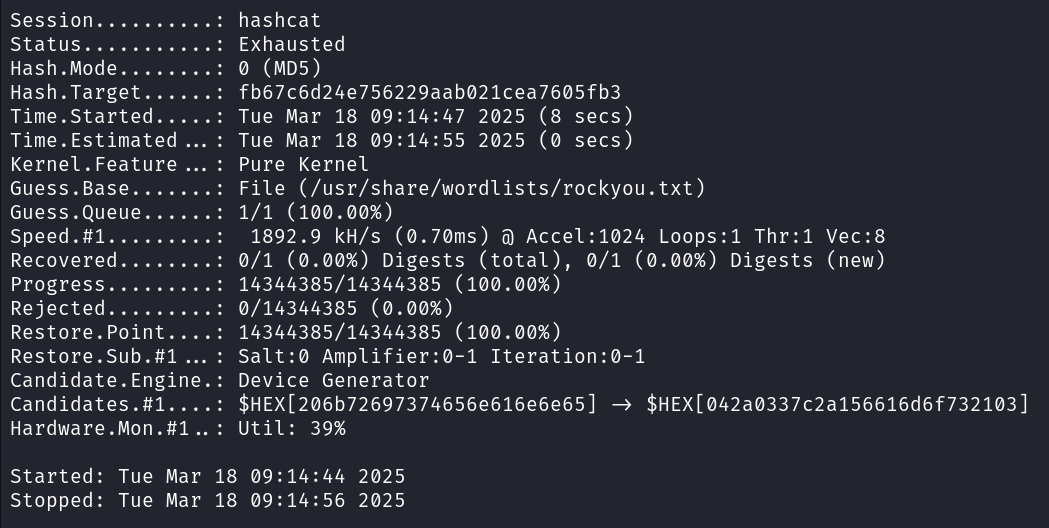 Session..........: hashcat
Status...........: Exhausted
Hash.Mode........: 0 (MD5)
Hash.Target......: fb67c6d24e756229aab021cea7605fb3
Time.Started.....: Tue Mar 18 09:14:47 2025 (8 secs)
Time.Estimated...: Tue Mar 18 09:14:55 2025 (0 secs)
Kernel.Feature...: Pure Kernel
Guess.Base.......: File (/usr/share/wordlists/rockyou.txt)
Guess.Queue......: 1/1 (100.00%)
Speed.#1.........:  1892.9 kH/s (0.70ms) @ Accel:1024 Loops:1 Thr:1 Vec:8
Recovered........: 0/1 (0.00%) Digests (total), 0/1 (0.00%) Digests (new)
Progress.........: 14344385/14344385 (100.00%)
Rejected.........: 0/14344385 (0.00%)
Restore.Point....: 14344385/14344385 (100.00%)
Restore.Sub.#1...: Salt:0 Amplifier:0-1 Iteration:0-1
Candidate.Engine.: Device Generator
Candidates.#1....: $HEX[206b72697374656e616e6e65] -> $HEX[042a0337c2a156616d6f732103]
Hardware.Mon.#1..: Util: 39%
Started: Tue Mar 18 09:14:44 2025
Stopped: Tue Mar 18 09:14:56 2025